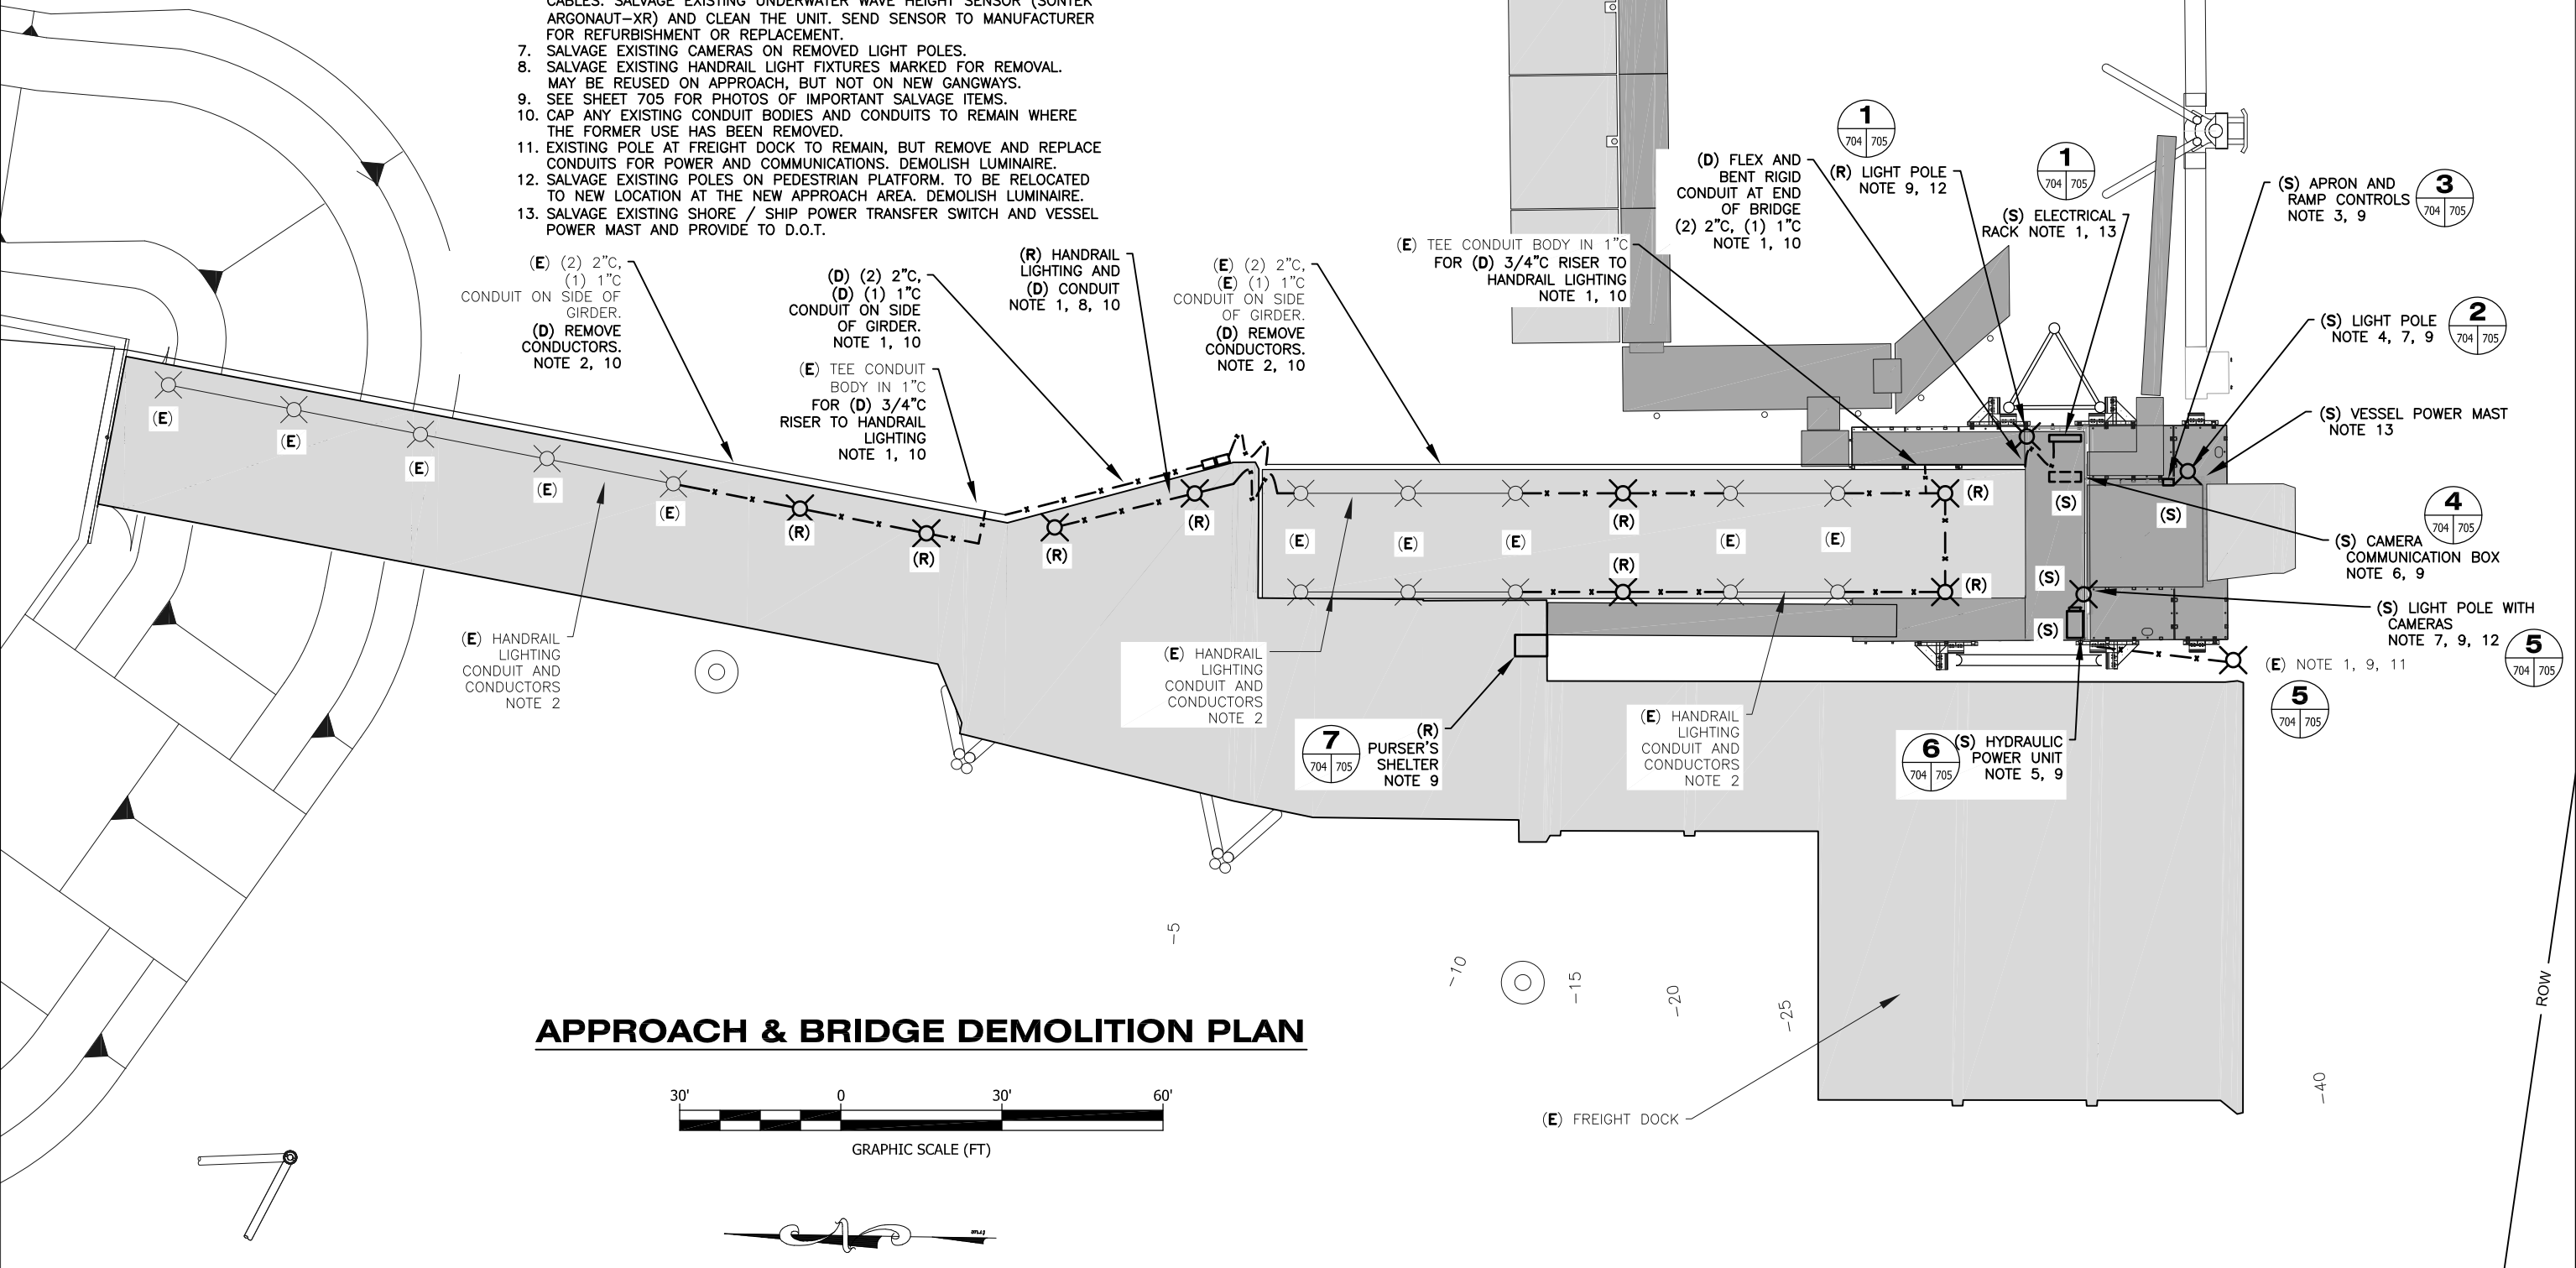 CABLES. SALVAGE EXISTING UNDERWATER WAVE HEIGHT SENSOR (SONTEK
ARGONAUT-XR) AND CLEAN THE UNIT. SEND SENSOR TO MANUFACTURER
FOR REFURBISHMENT OR REPLACEMENT.
7. SALVAGE EXISTING CAMERAS ON REMOVED LIGHT POLES.
8. SALVAGE EXISTING HANDRAIL LIGHT FIXTURES MARKED FOR REMOVAL.
MAY BE REUSED ON APPROACH, BUT NOT ON NEW GANGWAYS.
9. SEE SHEET 705 FOR PHOTOS OF IMPORTANT SALVAGE ITEMS.
10. CAP ANY EXISTING CONDUIT BODIES AND CONDUITS TO REMAIN WHERE
THE FORMER USE HAS BEEN REMOVED.
11. EXISTING POLE AT FREIGHT DOCK TO REMAIN, BUT REMOVE AND REPLACE
CONDUITS FOR POWER AND COMMUNICATIONS. DEMOLISH LUMINAIRE.
12. SALVAGE EXISTING POLES ON PEDESTRIAN PLATFORM. TO BE RELOCATED
TO NEW LOCATION AT THE NEW APPROACH AREA. DEMOLISH LUMINAIRE.
13. SALVAGE EXISTING SHORE / SHIP POWER TRANSFER SWITCH AND VESSEL
POWER MAST AND PROVIDE TO D.O.T.
(E) (2) 2"C,
(1) 1"C
CONDUIT ON SIDE OF
GIRDER.
(D) REMOVE
CONDUCTORS.
NOTE 2, 10
(D) (2) 2"C,
(D) (1) 1"C
CONDUIT ON SIDE
OF GIRDER.
NOTE 1, 10
(E) TEE CONDUIT
BODY IN 1"C
FOR (D) 3/4"C
RISER TO HANDRAIL
LIGHTING
NOTE 1, 10
(R) HANDRAIL
LIGHTING AND
(D) CONDUIT
NOTE 1, 8, 10
(E) (2) 2"C,
(E) (1) 1"C
CONDUIT ON SIDE
OF GIRDER.
(D) REMOVE
CONDUCTORS.
NOTE 2, 10
(E) TEE CONDUIT BODY IN 1"C
FOR (D) 3/4"C RISER TO
HANDRAIL LIGHTING
NOTE 1, 10
(D) FLEX AND
BENT RIGID
CONDUIT AT END
OF BRIDGE
(2) 2"C, (1) 1"C
NOTE 1, 10
1
704 705
(R) LIGHT POLE
NOTE 9, 12
1
704 705
(S) ELECTRICAL
RACK NOTE 1, 13
(S) APRON AND
RAMP CONTROLS
NOTE 3, 9
3
704 705
(S) LIGHT POLE
NOTE 4, 7, 9
2
704 705
(S) VESSEL POWER MAST
NOTE 13
4
704 705
(S) CAMERA
COMMUNICATION BOX
NOTE 6, 9
(S) LIGHT POLE WITH
CAMERAS
NOTE 7, 9, 12
5
704 705
(E) NOTE 1, 9, 11
5
704 705
(E)
(E)
(E)
(E)
(E)
(R)
(R)
(R)
(R)
(E)
(E)
(E)
(R)
(E)
(E)
(R)
(R)
(R)
(S)
(S)
(S)
(S)
(E) HANDRAIL
LIGHTING
CONDUIT AND
CONDUCTORS
NOTE 2
(E) HANDRAIL
LIGHTING
CONDUIT AND
CONDUCTORS
NOTE 2
7
704 705
(R)
PURSER'S
SHELTER
NOTE 9
(E) HANDRAIL
LIGHTING
CONDUIT AND
CONDUCTORS
NOTE 2
6
704 705
(S) HYDRAULIC
POWER UNIT
NOTE 5, 9
-5
-10
-15
-20
-25
-40
ROW
(E) FREIGHT DOCK
APPROACH & BRIDGE DEMOLITION PLAN
30' 0 30' 60'
GRAPHIC SCALE (FT)
N